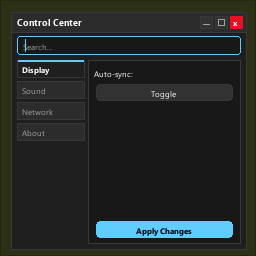 Control Center
Search...
Display
Sound
Network
About
Auto-sync:
Toggle
Apply Changes